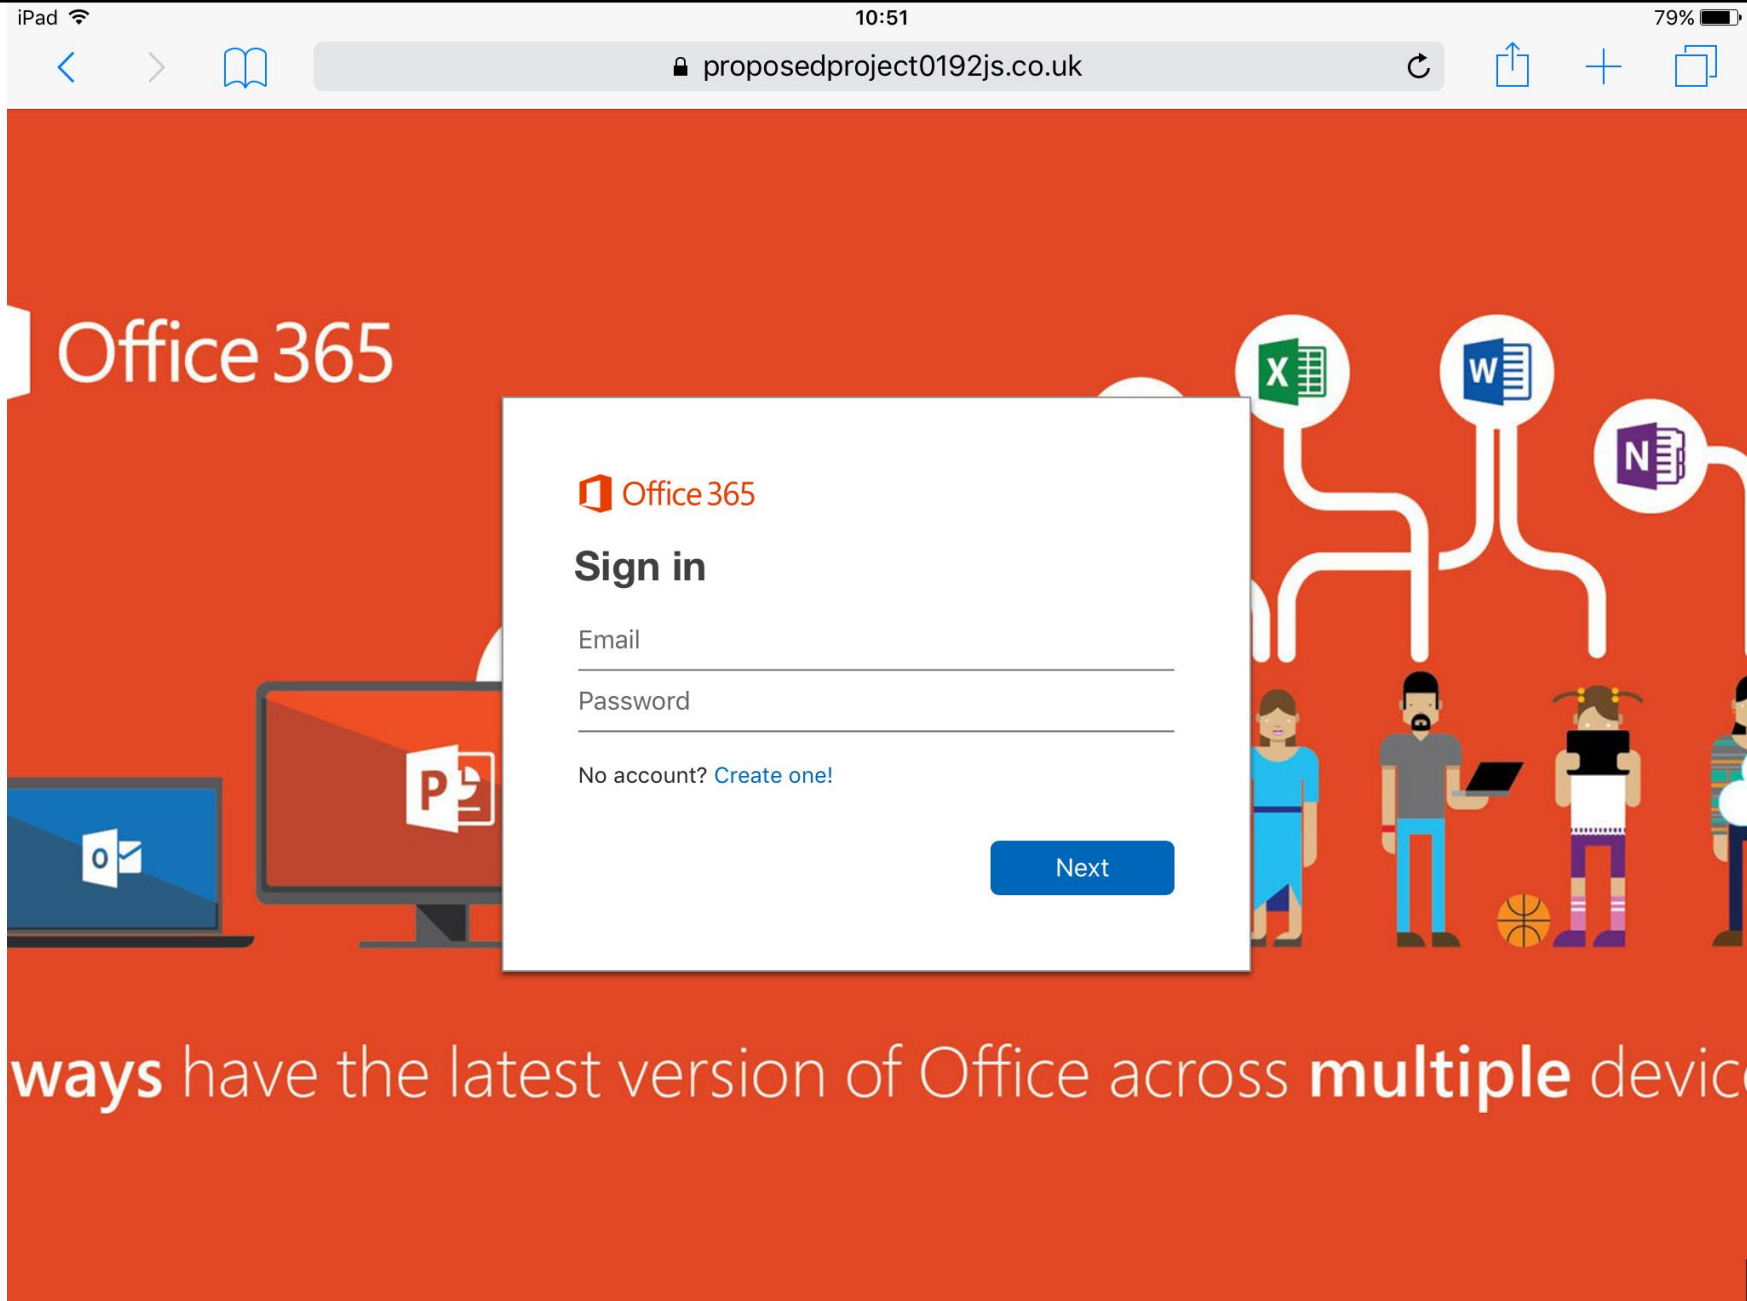 iPad 10:51 79%
proposedproject0192js.co.uk
Office 365
X
W
N
Office 365
Sign in
Email
Password
No account? Create one!
P
O
Next
ways have the latest version of Office across multiple device